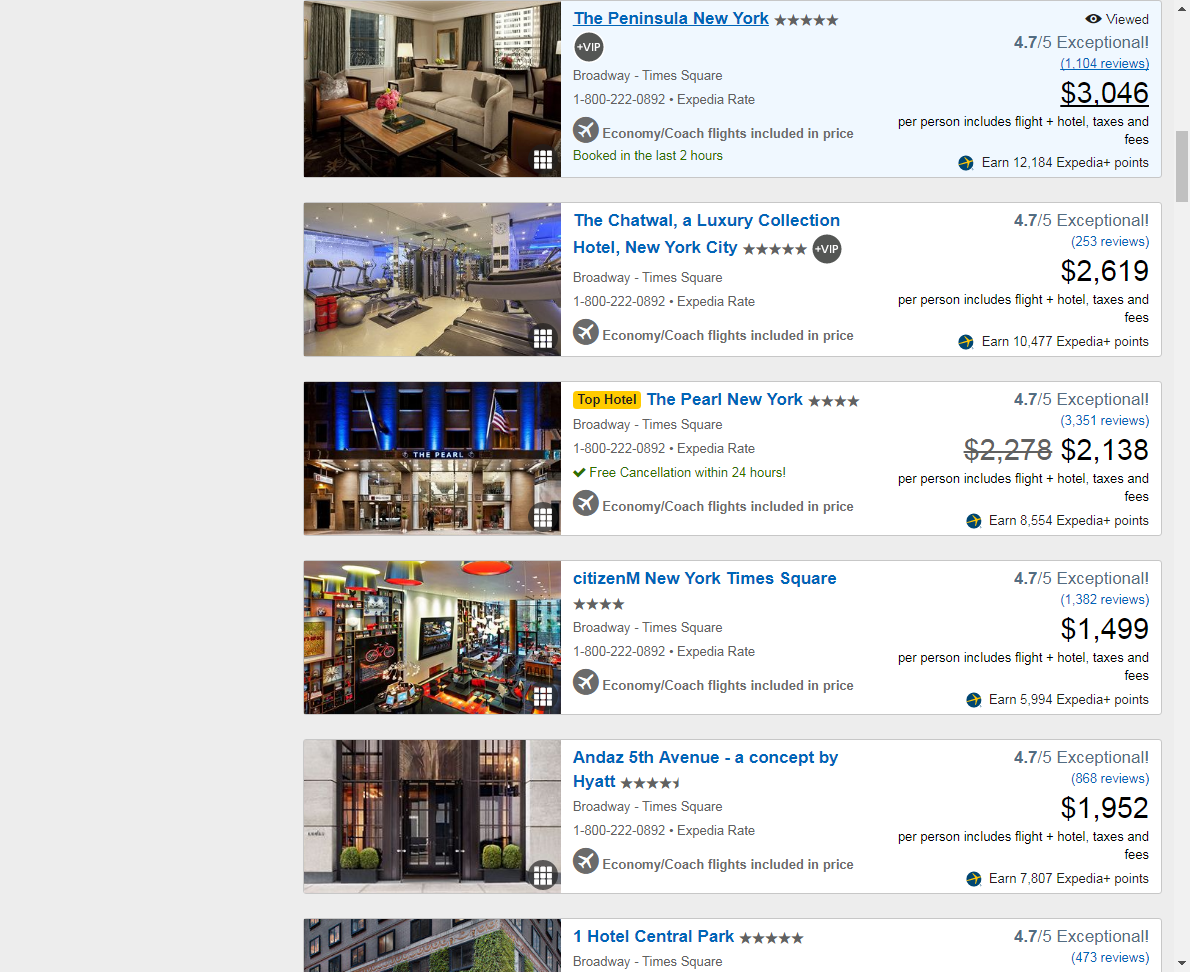 The Peninsula New York
Viewed
+VIP
4.7/5 Exceptional!
(1,104 reviews)
Broadway - Times Square
$3,046
1-800-222-0892 • Expedia Rate
per person includes flight + hotel, taxes and
fees
Economy/Coach flights included in price
Booked in the last 2 hours
Earn 12,184 Expedia+ points
The Chatwal, a Luxury Collection
Hotel, New York City +VIP
4.7/5 Exceptional!
(253 reviews)
Broadway - Times Square
$2,619
1-800-222-0892 • Expedia Rate
per person includes flight + hotel, taxes and
fees
Economy/Coach flights included in price
Earn 10,477 Expedia+ points
THE PEARL
Top Hotel The Pearl New York
4.7/5 Exceptional!
(3,351 reviews)
Broadway - Times Square
$2,278 $2,138
1-800-222-0892 • Expedia Rate
Free Cancellation within 24 hours!
per person includes flight + hotel, taxes and
fees
Economy/Coach flights included in price
Earn 8,554 Expedia+ points
citizenM New York Times Square
4.7/5 Exceptional!
(1,382 reviews)
Broadway - Times Square
$1,499
1-800-222-0892 • Expedia Rate
per person includes flight + hotel, taxes and
fees
Economy/Coach flights included in price
Earn 5,994 Expedia+ points
Andaz 5th Avenue - a concept by
Hyatt
4.7/5 Exceptional!
(868 reviews)
Broadway - Times Square
$1,952
1-800-222-0892 • Expedia Rate
per person includes flight + hotel, taxes and
fees
Economy/Coach flights included in price
Earn 7,807 Expedia+ points
1 Hotel Central Park
4.7/5 Exceptional!
(473 reviews)
Broadway - Times Square